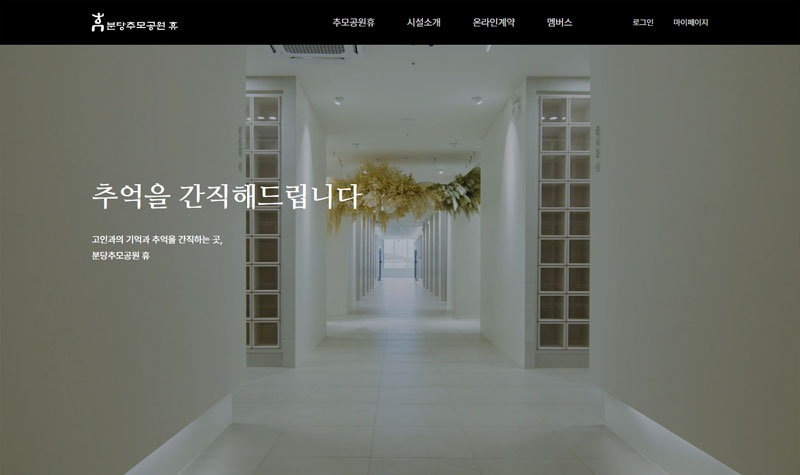 분당추모공원 휴
추모공원휴 시설소개 온라인계약 멤버스 로그인 마이페이지
추억을 간직해드립니다
고인과의 기억과 추억을 간직하는 곳,
분당추모공원 휴